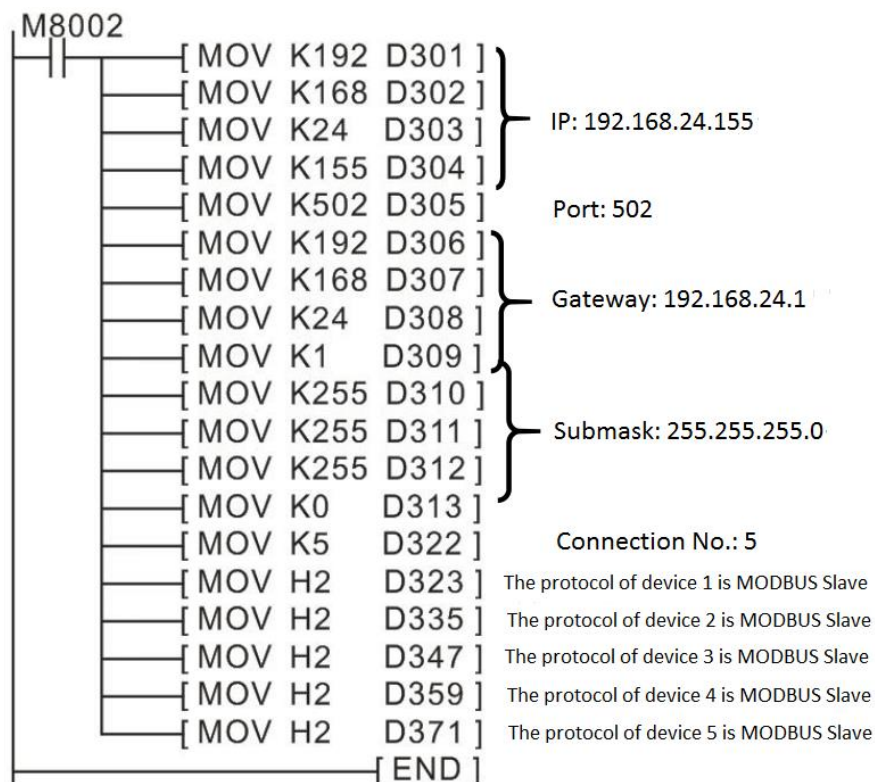 M8002
[ MOV K192 D301 ]
[ MOV K168 D302 ]
[ MOV K24 D303 ]
[ MOV K155 D304 ]
IP: 192.168.24.155
[ MOV K502 D305 ]
Port: 502
[ MOV K192 D306 ]
[ MOV K168 D307 ]
[ MOV K24 D308 ]
[ MOV K1 D309 ]
Gateway: 192.168.24.1
[ MOV K255 D310 ]
[ MOV K255 D311 ]
[ MOV K255 D312 ]
[ MOV K0 D313 ]
Submask: 255.255.255.0
[ MOV K5 D322 ]
Connection No.: 5
[ MOV H2 D323 ]
The protocol of device 1 is MODBUS Slave
[ MOV H2 D335 ]
The protocol of device 2 is MODBUS Slave
[ MOV H2 D347 ]
The protocol of device 3 is MODBUS Slave
[ MOV H2 D359 ]
The protocol of device 4 is MODBUS Slave
[ MOV H2 D371 ]
The protocol of device 5 is MODBUS Slave
[ END ]